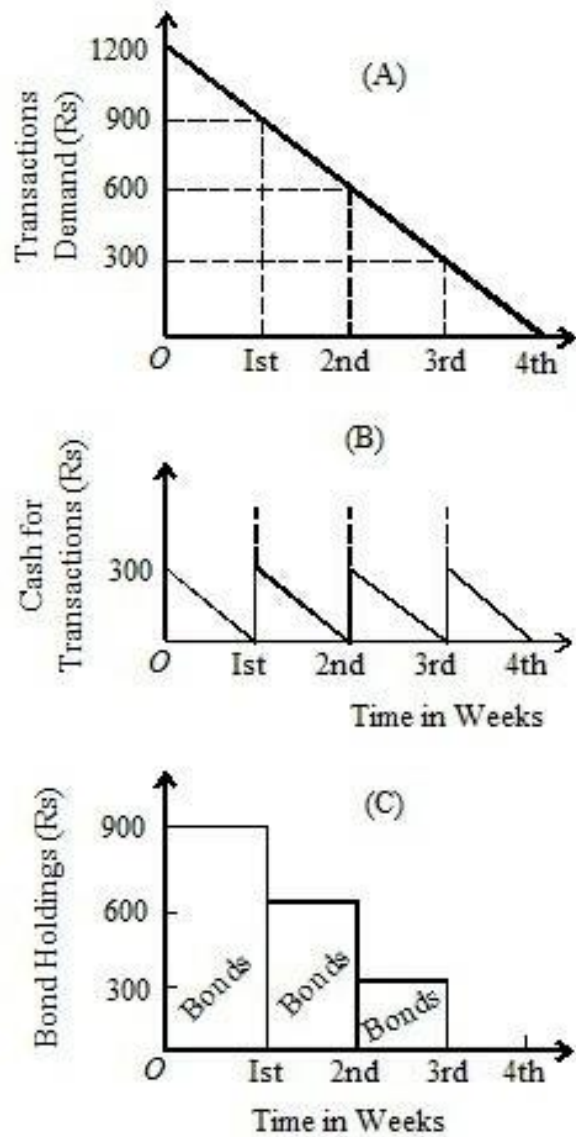 (A)
Transactions
Demand (Rs)
1200
900
600
300
O Ist 2nd 3rd 4th
(B)
Cash for
Transactions (Rs)
300
O Ist 2nd 3rd 4th
Time in Weeks
(C)
Bond Holdings (Rs)
900
600
300
Bonds
Bonds
Bonds
O Ist 2nd 3rd 4th
Time in Weeks